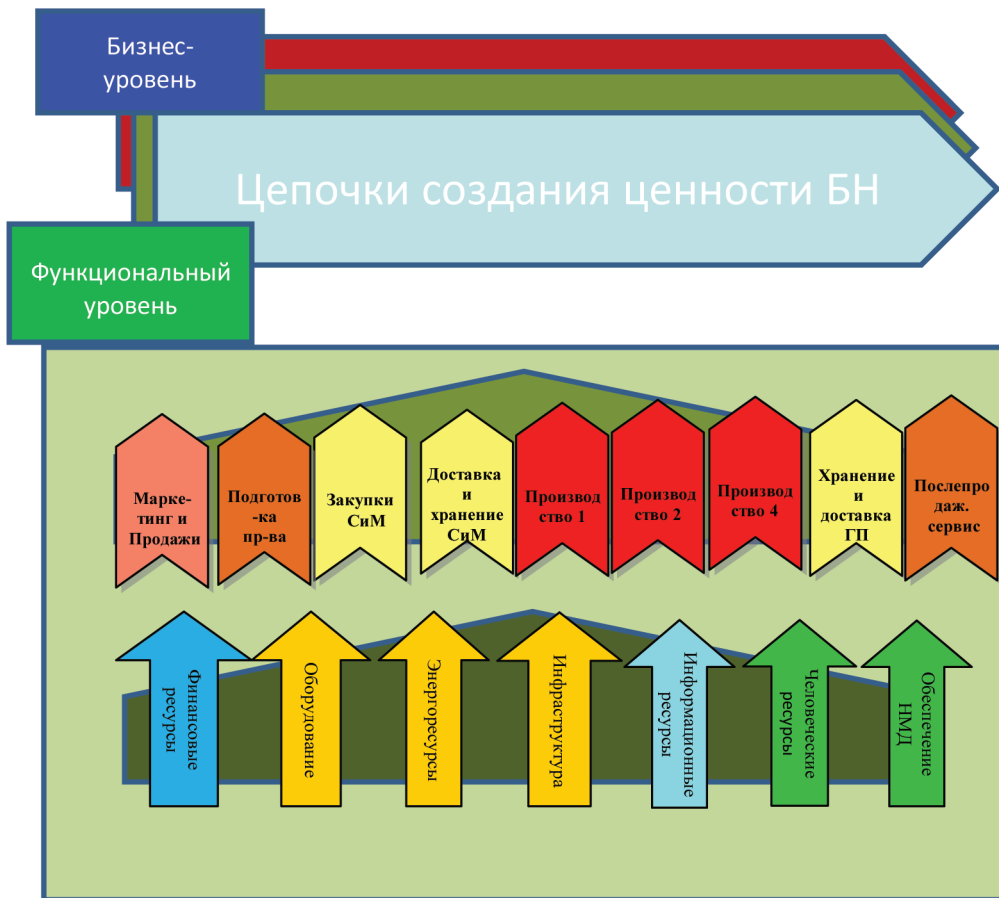 Бизнес-
уровень
Цепочки создания ценности БН
Функциональный
уровень
Марке-
тинг и
Продажи
Подготов
-ка
пр-ва
Закупки
СиМ
Доставка
и
хранение
СиМ
Производ
ство 1
Производ
ство 2
Производ
ство 4
Хранение
и
доставка
ГП
Послепро
даж.
сервис
Финансовые
ресурсы
Оборудование
Энергоресурсы
Инфраструктура
Информационные
ресурсы
Человеческие
ресурсы
Обеспечение
НМД